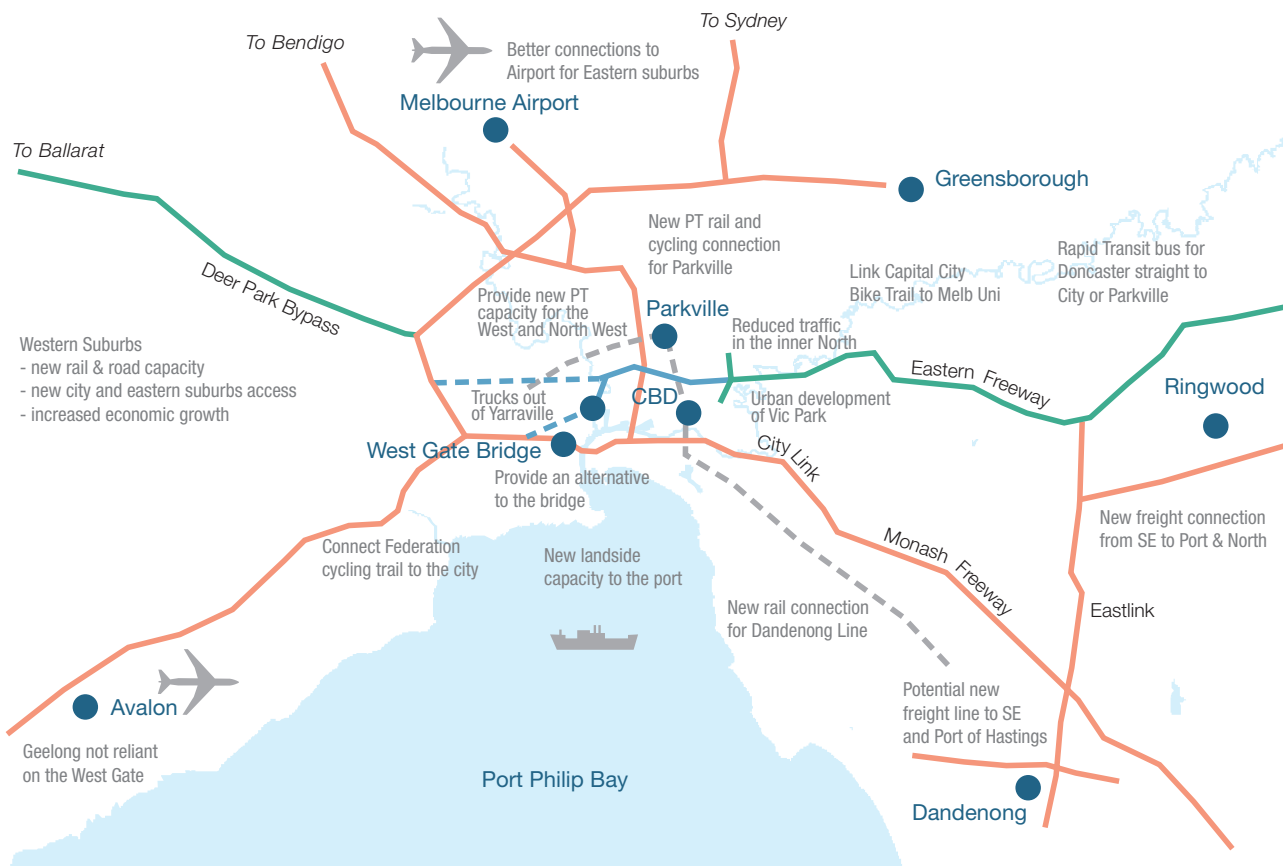 To Sydney
To Bendigo
Better connections to
Airport for Eastern suburbs
Melbourne Airport
To Ballarat
Greensborough
New PT rail and
cycling connection
for Parkville
Rapid Transit bus for
Doncaster straight to
City or Parkville
Link Capital City
Bike Trail to Melb Uni
Deer Park Bypass
Provide new PT
capacity for the
West and North West
Parkville
Reduced traffic
in the inner North
Western Suburbs
- new rail & road capacity
- new city and eastern suburbs access
- increased economic growth
Eastern Freeway
Ringwood
Trucks out
of Yarraville
CBD
Urban development
of Vic Park
West Gate Bridge
City Link
Provide an alternative
to the bridge
New freight connection
from SE to Port & North
Connect Federation
cycling trail to the city
New landside
capacity to the port
Monash Freeway
New rail connection
for Dandenong Line
Eastlink
Avalon
Potential new
freight line to SE
and Port of Hastings
Geelong not reliant
on the West Gate
Port Philip Bay
Dandenong